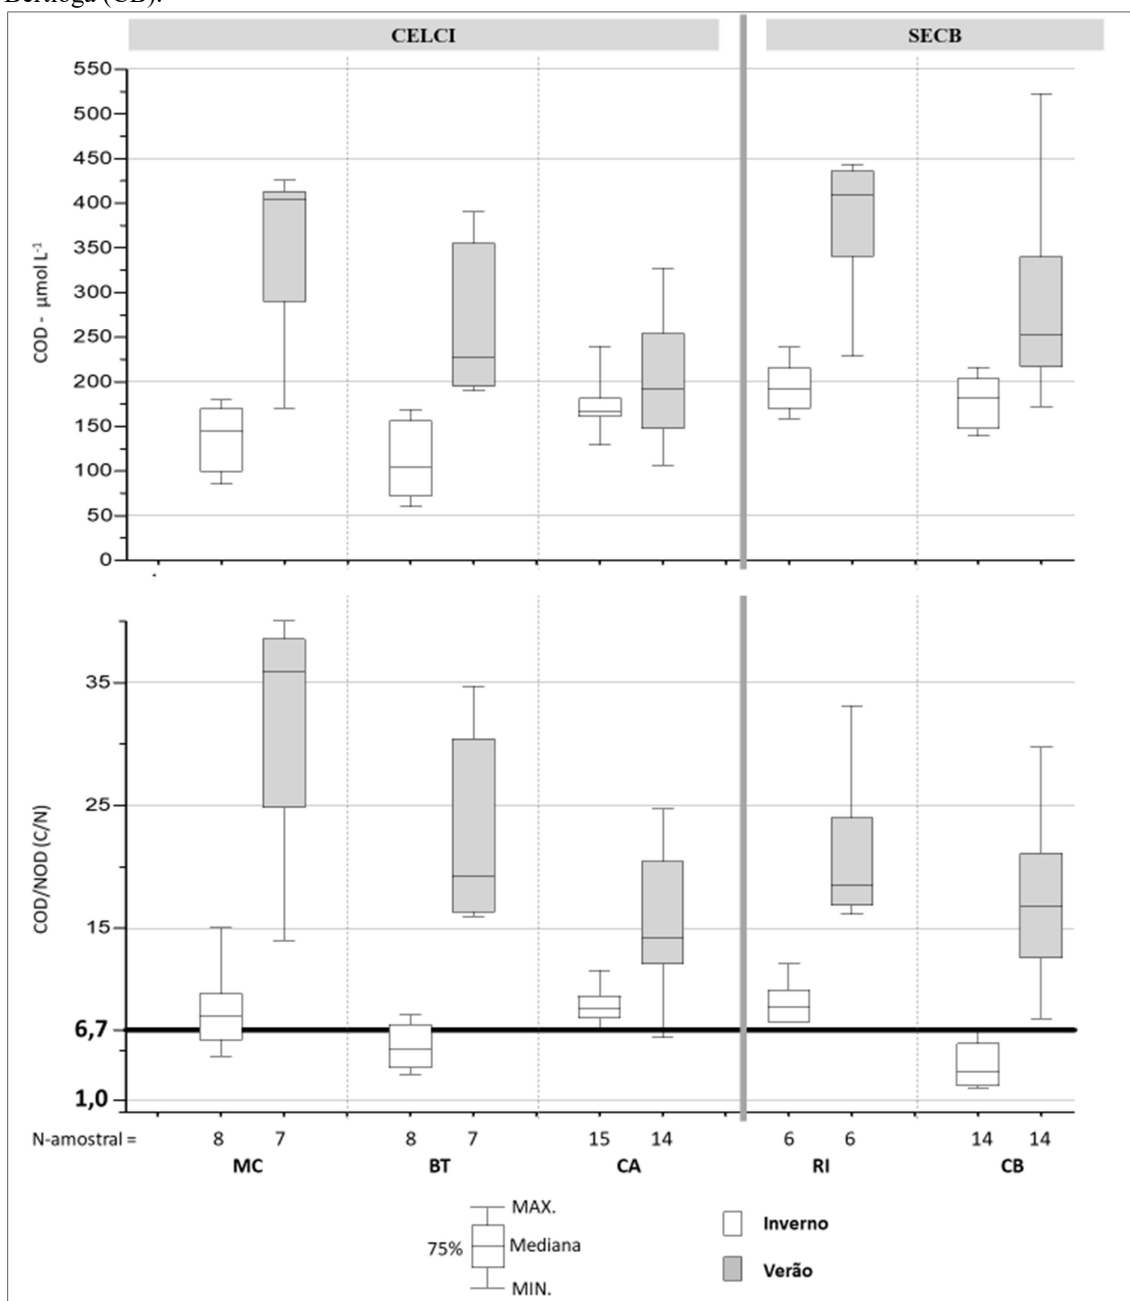 Bertioga (CB).
CELCI SECB
550
500
450
400
350
300
250
200
150
100
50
0
COD - µmol L-1
35
25
15
6,7
1,0
COD/NOD (C/N)
N-amostral = 8 7 8 7 15 14 6 6 14 14
MC BT CA RI CB
MAX.
75% Mediana
MIN.
Inverno
Verão